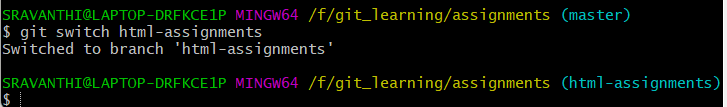 SRAVANTHI@LAPTOP-DRFKCE1P MINGW64 /f/git_learning/assignments (master)
$ git switch html-assignments
Switched to branch 'html-assignments'
SRAVANTHI@LAPTOP-DRFKCE1P MINGW64 /f/git_learning/assignments (html-assignments)
$